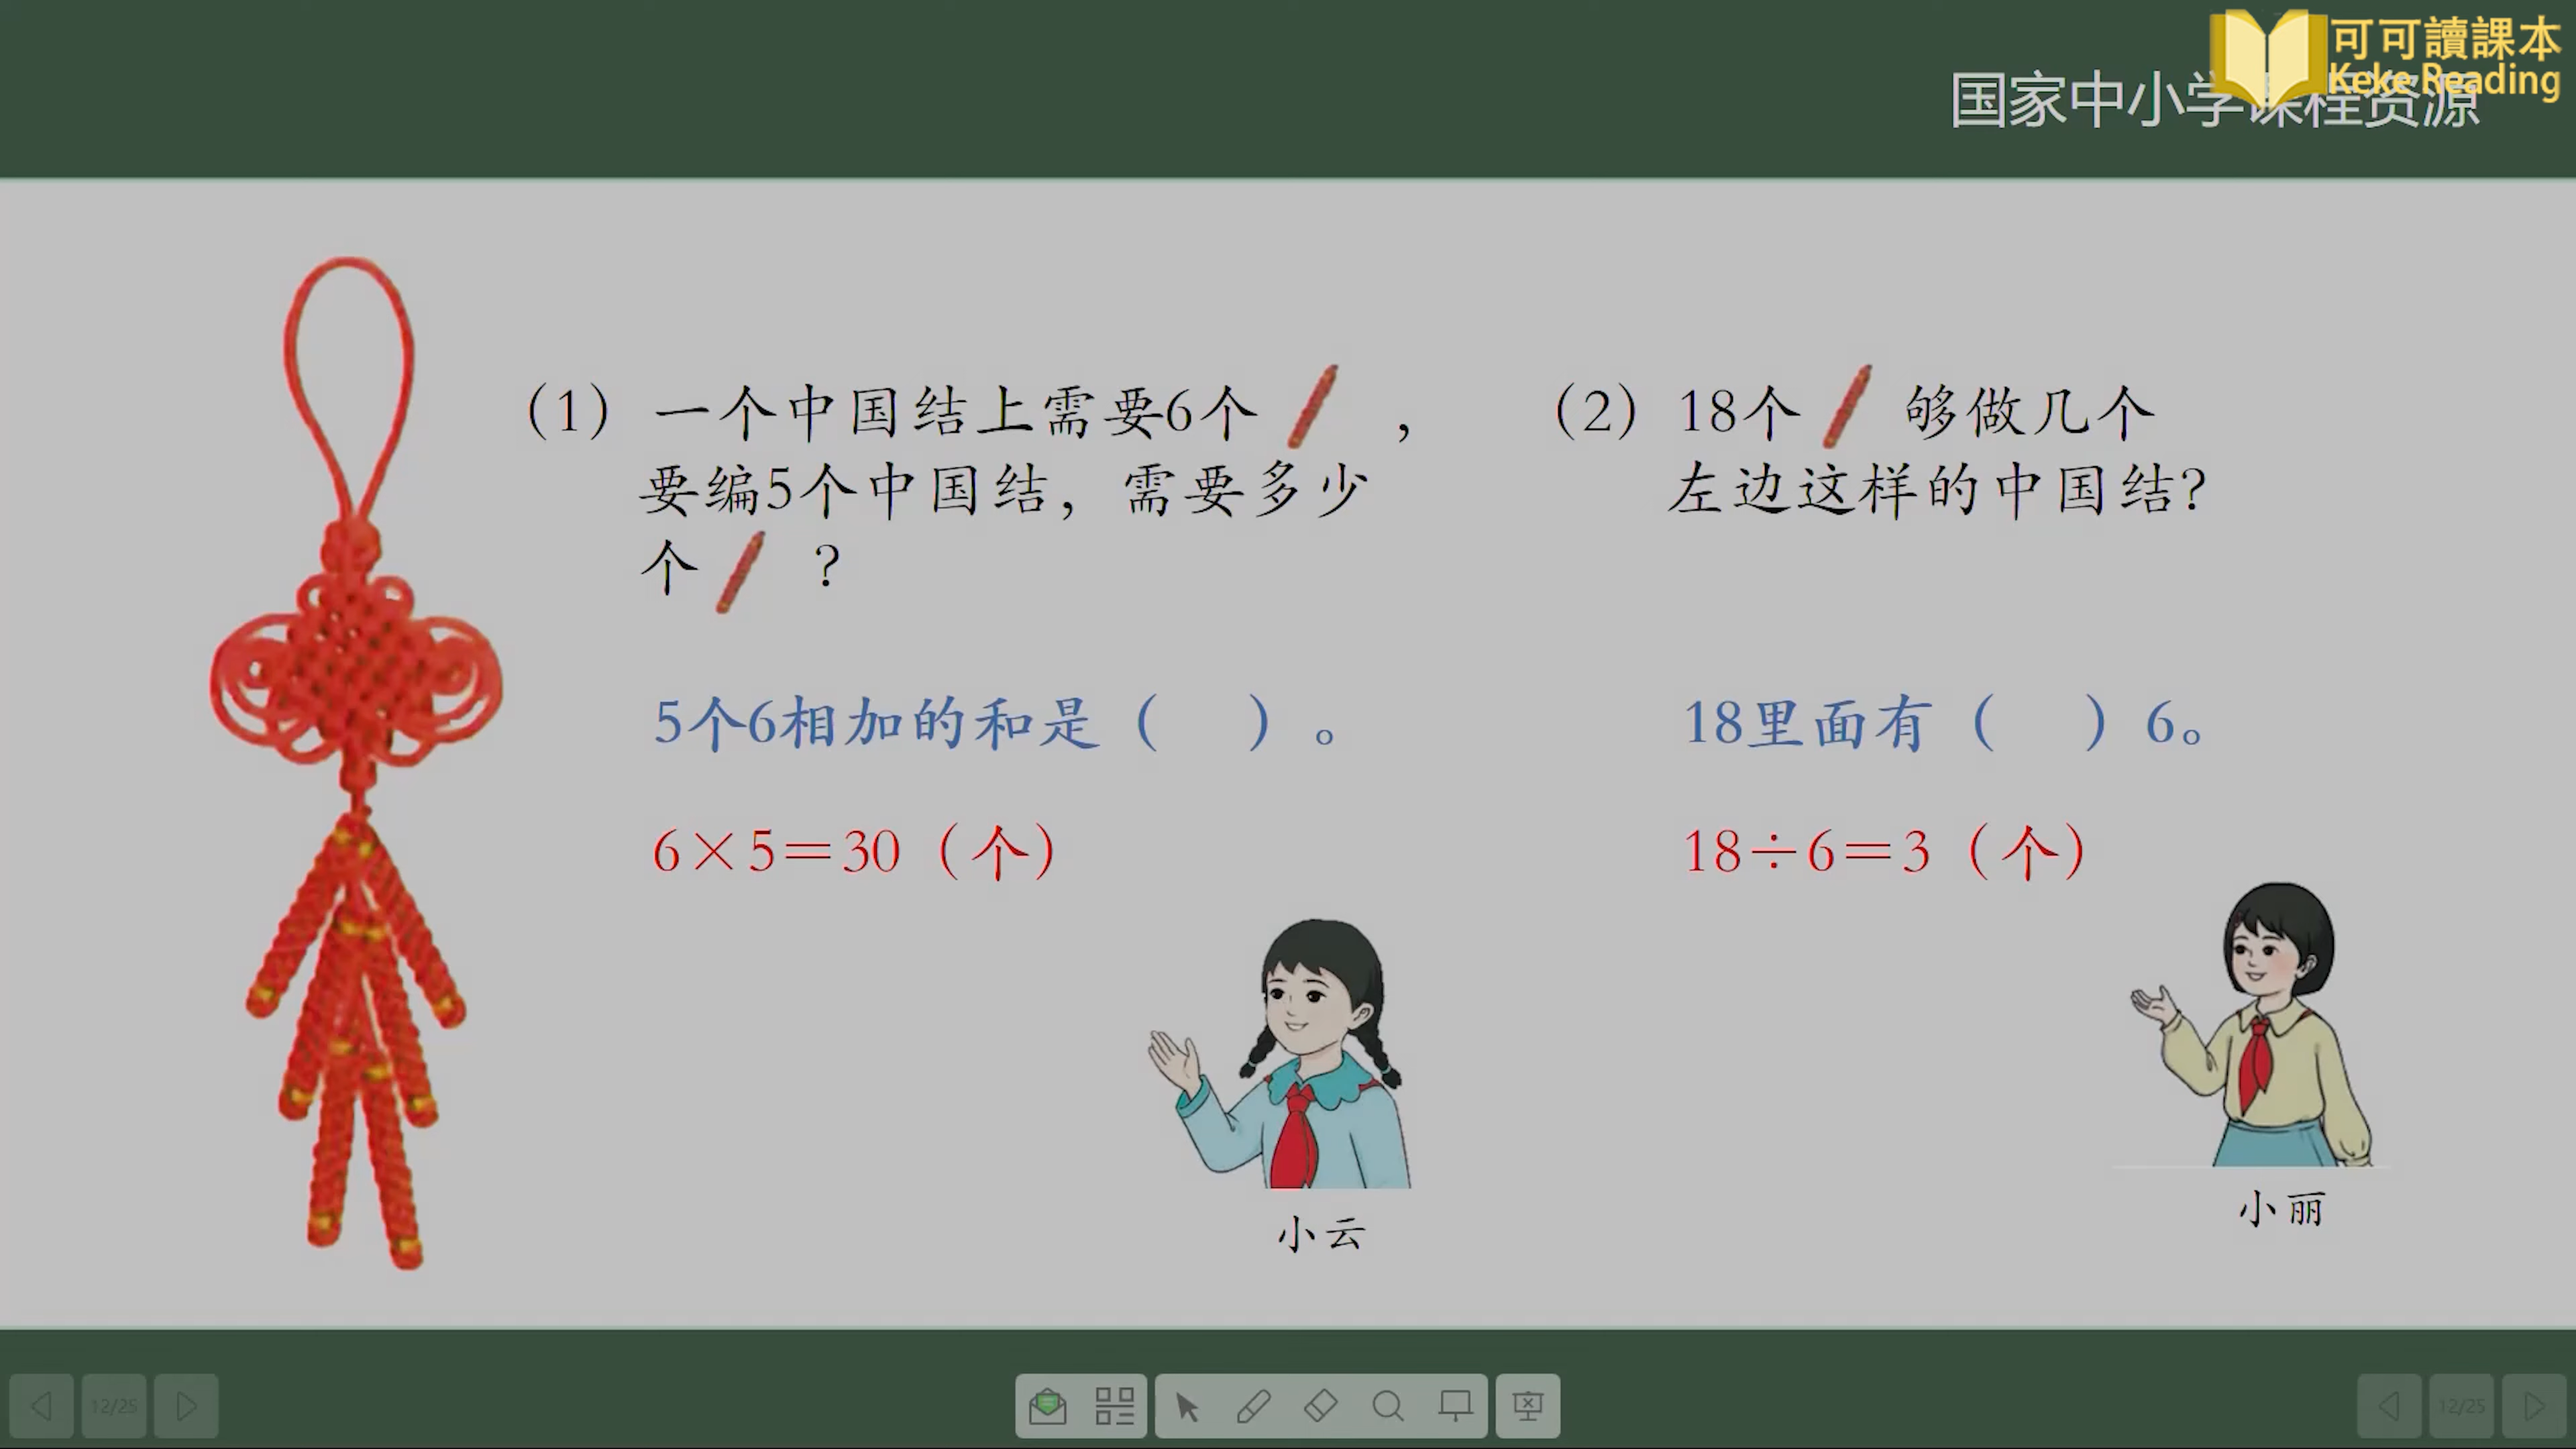 可可讀課本
Keke Reading
国家中小学课程资源
（1）一个中国结上需要6个 ，
要编5个中国结，需要多少
个 ？
5个6相加的和是（ ）。
6×5＝30（个）
小云
（2）18个 够做几个
左边这样的中国结?
18里面有（ ）6。
18÷6＝3（个）
小丽
12/25
12/25